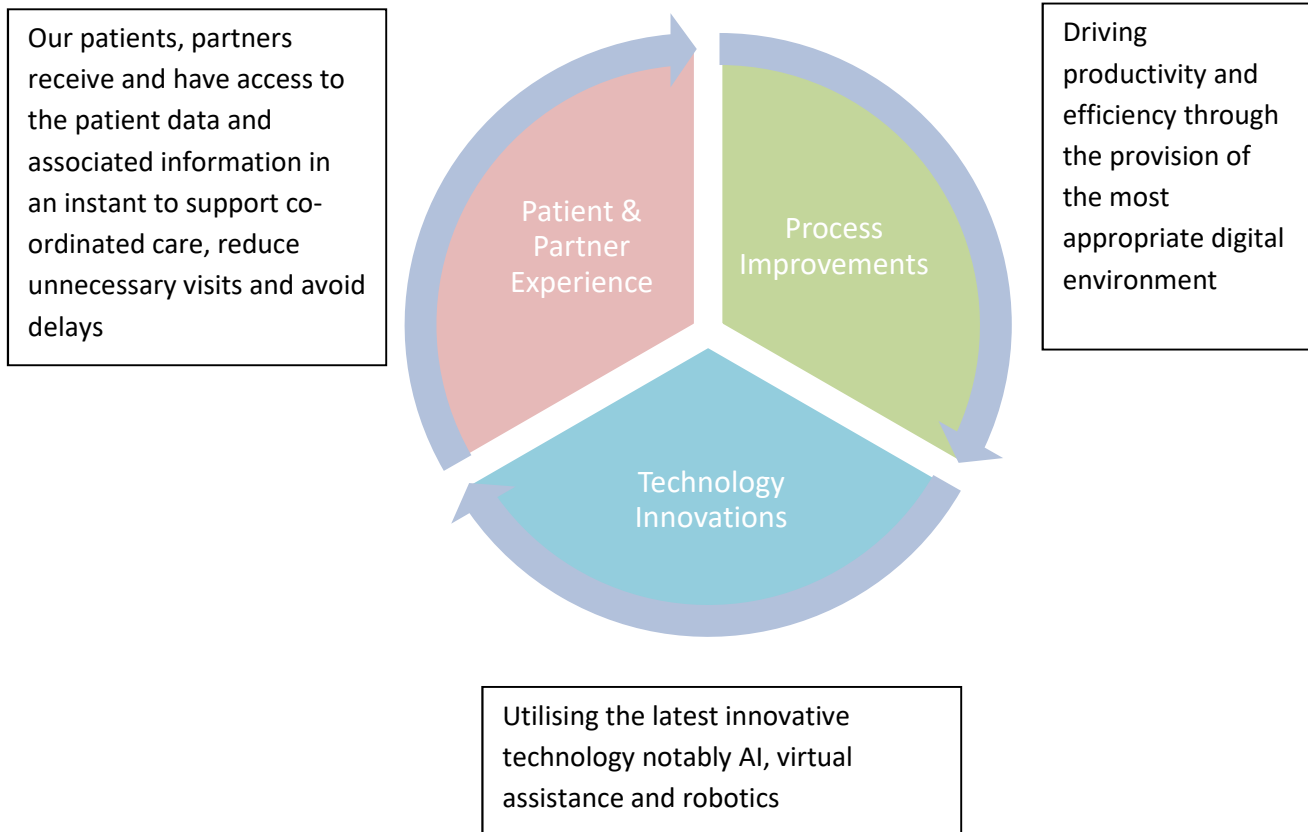 Our patients, partners
receive and have access to
the patient data and
associated information in
an instant to support co-
ordinated care, reduce
unnecessary visits and avoid
delays
Patient &
Partner
Experience
Process
Improvements
Driving
productivity and
efficiency through
the provision of
the most
appropriate digital
environment
Technology
Innovations
Utilising the latest innovative
technology notably AI, virtual
assistance and robotics